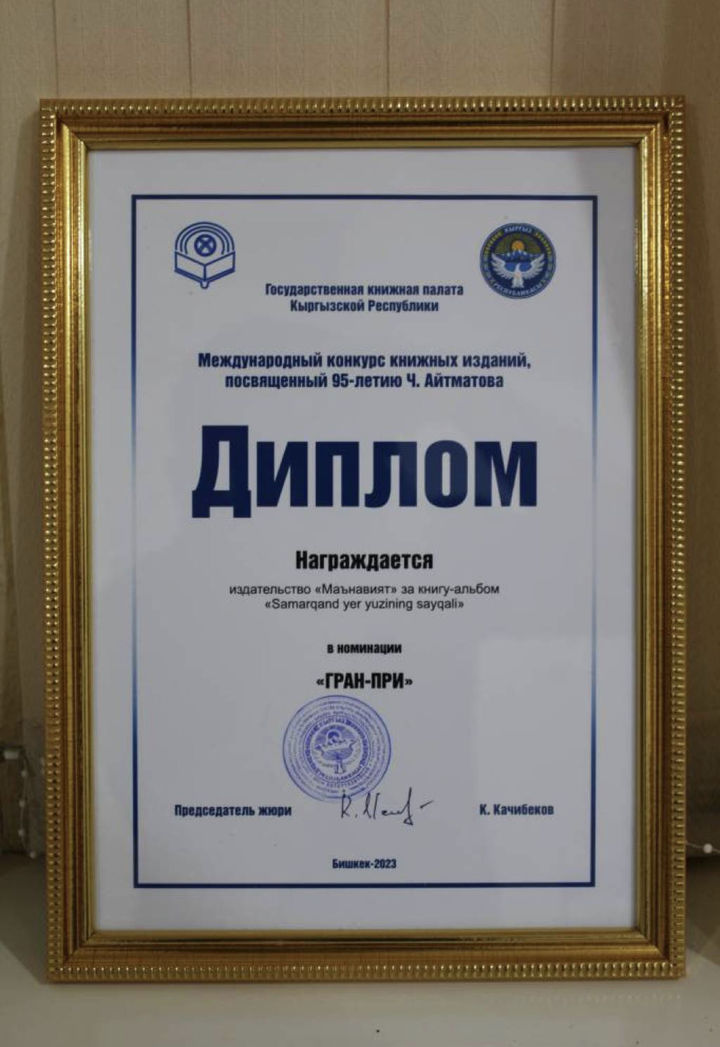 Государственная книжная палата
Кыргызской Республики
Международный конкурс книжных изданий,
посвященный 95-летию Ч. Айтматова
Диплом
Награждается
издательство «Маънавият» за книгу-альбом
«Samarqand yer yuzining sayqali»
в номинации
«ГРАН-ПРИ»
Председатель жюри
К. Качибеков
Бишкек-2023